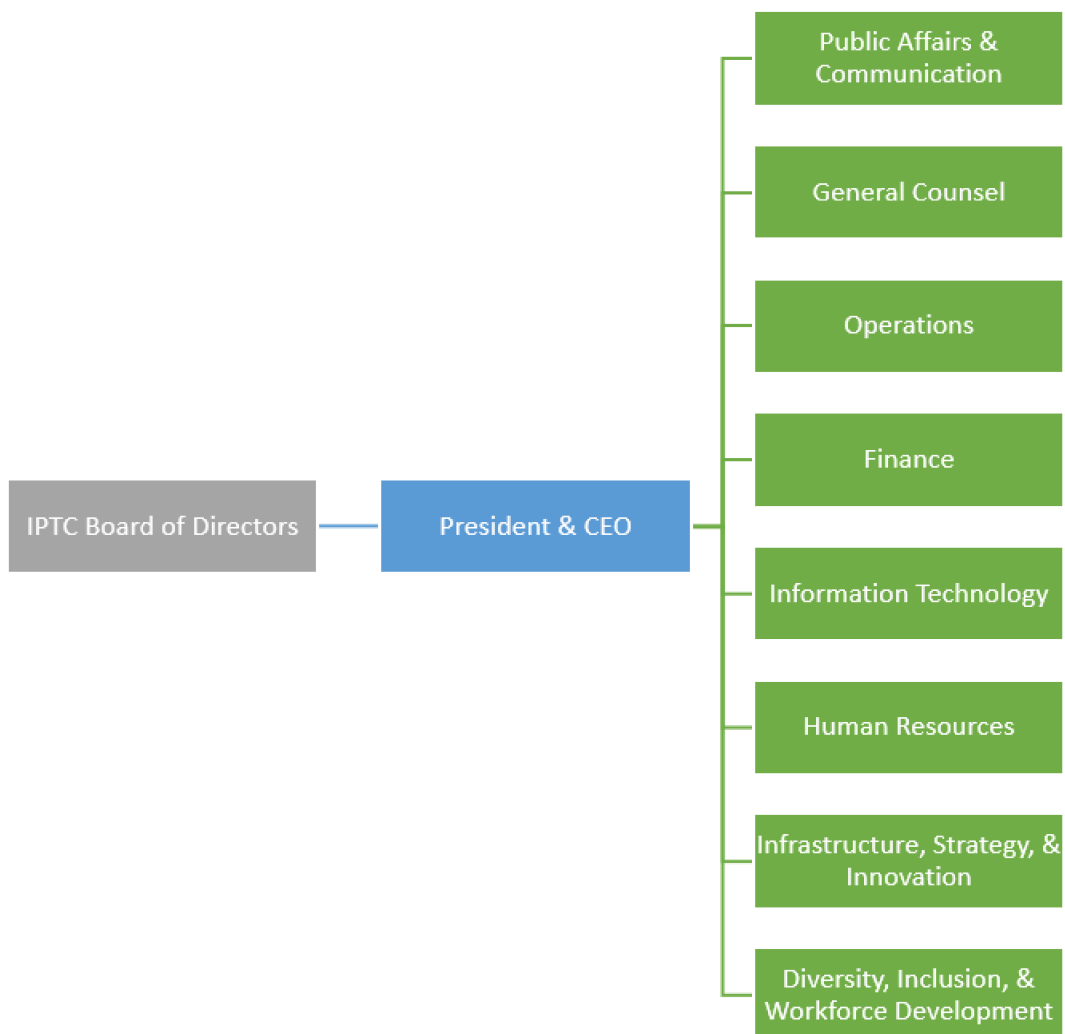 Public Affairs &
Communication
General Counsel
Operations
Finance
IPTC Board of Directors
President & CEO
Information Technology
Human Resources
Infrastructure, Strategy, &
Innovation
Diversity, Inclusion, &
Workforce Development